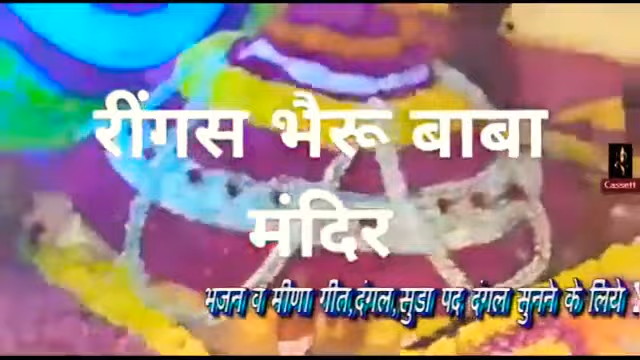 रींगस भैरू बाबा
मंदिर
Cassett
भजन व मीणा गीत,दंगल,सुडा पद दंगल सुनने के लिये